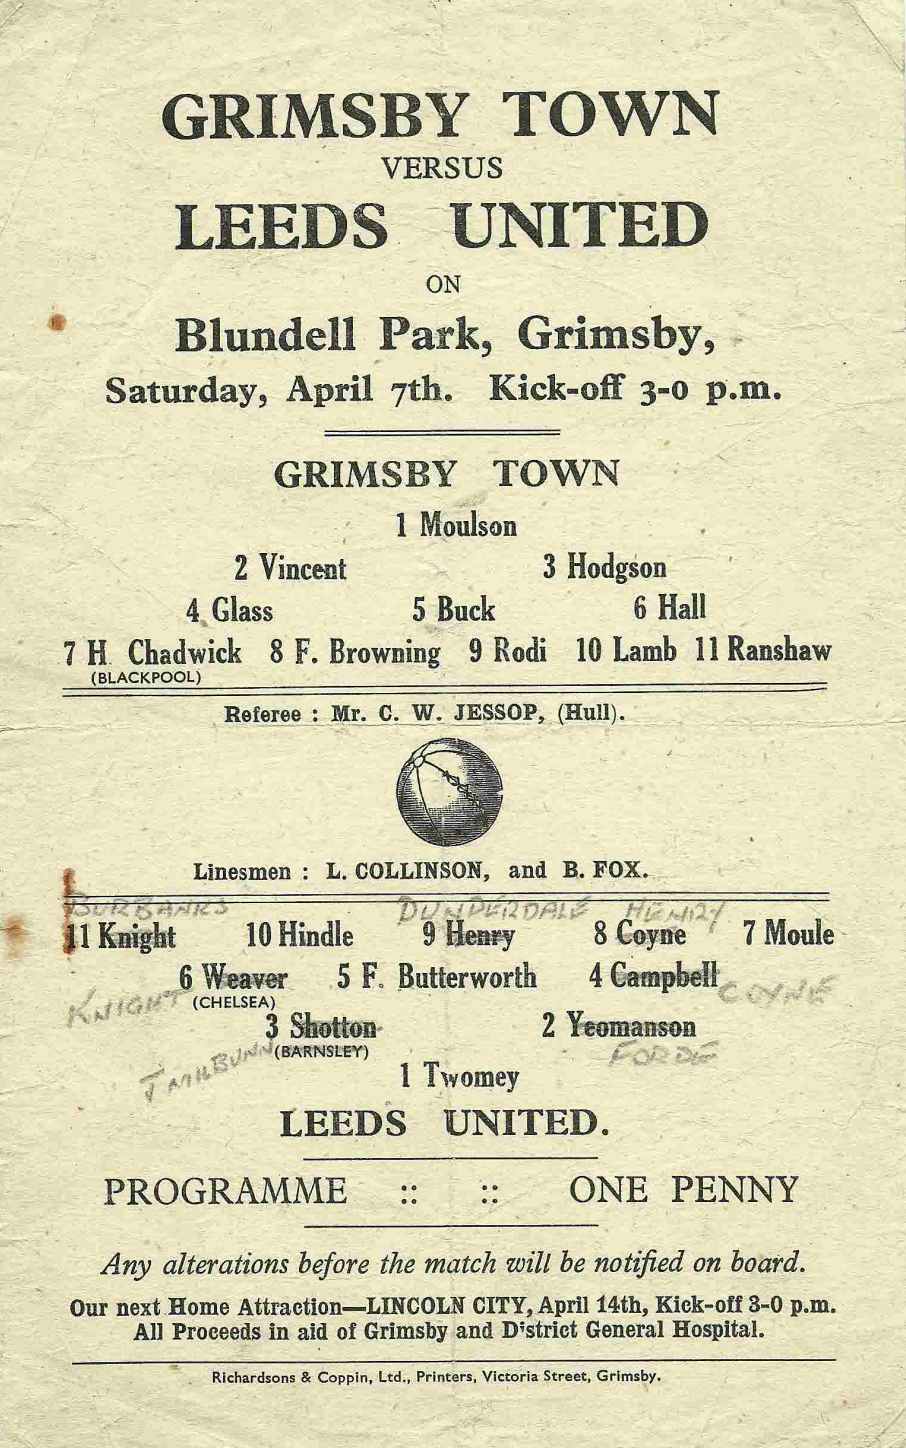 GRIMSBY TOWN
VERSUS
LEEDS UNITED
ON
Blundell Park, Grimsby,
Saturday, April 7th. Kick-off 3-0 p.m.
GRIMSBY TOWN
1 Moulson
2 Vincent 3 Hodgson
4 Glass 5 Buck 6 Hall
7 H. Chadwick 8 F. Browning 9 Rodi 10 Lamb 11 Ranshaw
(BLACKPOOL)
Referee : Mr. C. W. JESSOP, (Hull).
Linesmen : L. COLLINSON, and B. FOX.
BURBANKS DUNDERDALE HENRY
11 Knight 10 Hindle 9 Henry 8 Coyne 7 Moule
6 Weaver 5 F. Butterworth 4 Campbell
KNIGHT (CHELSEA) COYNE
3 Shotton 2 Yeomanson
(BARNSLEY) FORDE
1 Twomey
LEEDS UNITED.
PROGRAMME :: :: ONE PENNY
Any alterations before the match will be notified on board.
Our next Home Attraction—LINCOLN CITY, April 14th, Kick-off 3-0 p.m.
All Proceeds in aid of Grimsby and District General Hospital.
Richardsons & Coppin, Ltd., Printers, Victoria Street, Grimsby.